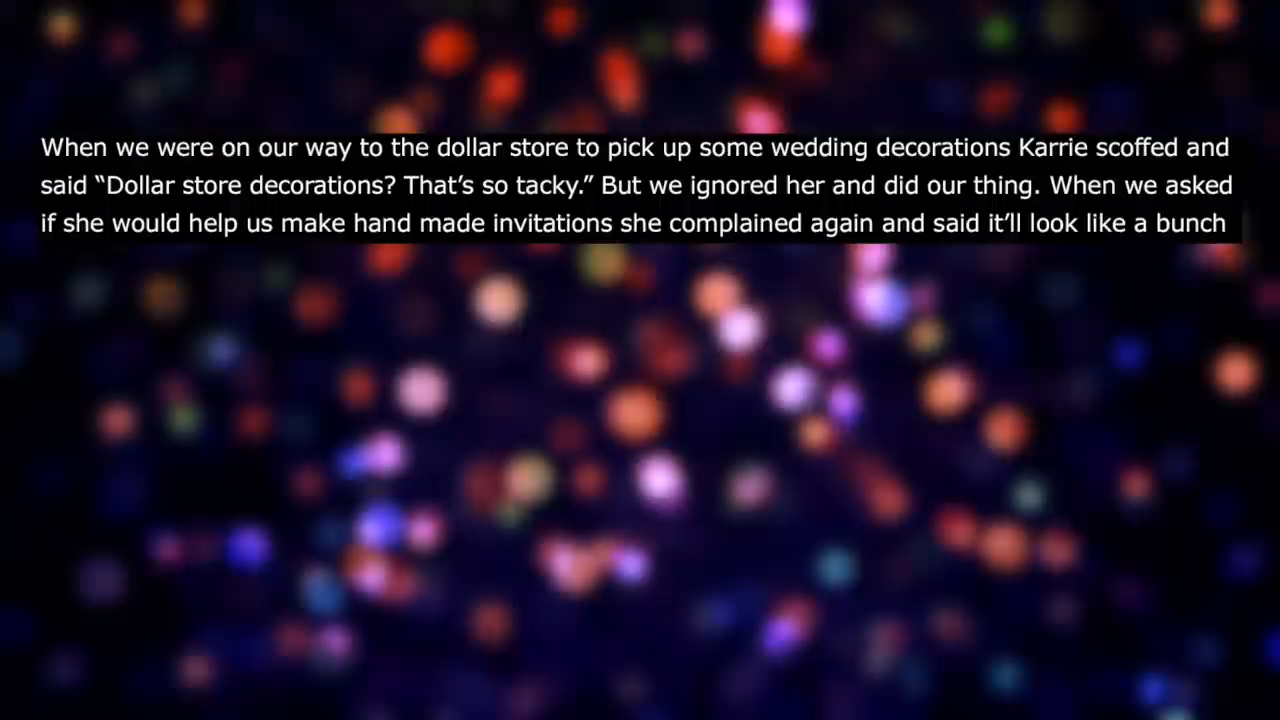 When we were on our way to the dollar store to pick up some wedding decorations Karrie scoffed and
said “Dollar store decorations? That’s so tacky.” But we ignored her and did our thing. When we asked
if she would help us make hand made invitations she complained again and said it’ll look like a bunch